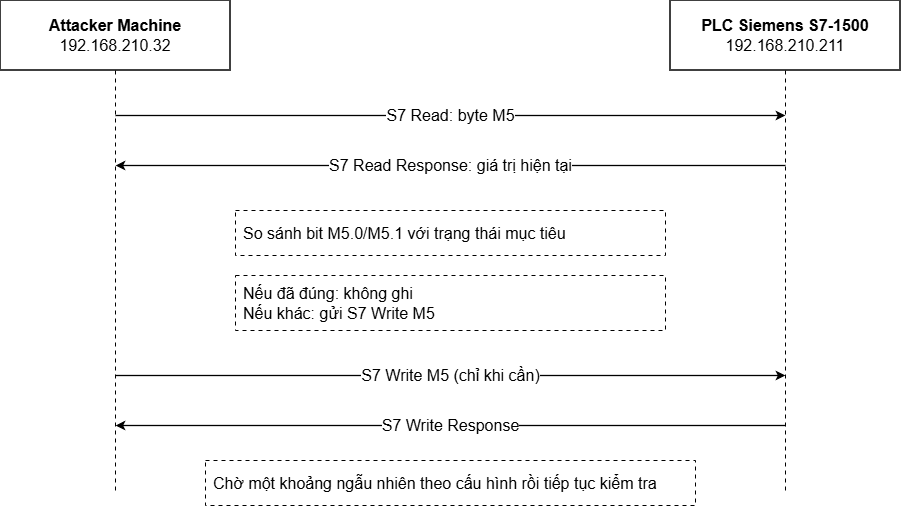 Attacker Machine
192.168.210.32
PLC Siemens S7-1500
192.168.210.211
S7 Read: byte M5
S7 Read Response: giá trị hiện tại
So sánh bit M5.0/M5.1 với trạng thái mục tiêu
Nếu đã đúng: không ghi
Nếu khác: gửi S7 Write M5
S7 Write M5 (chỉ khi cần)
S7 Write Response
Chờ một khoảng ngẫu nhiên theo cấu hình rồi tiếp tục kiểm tra